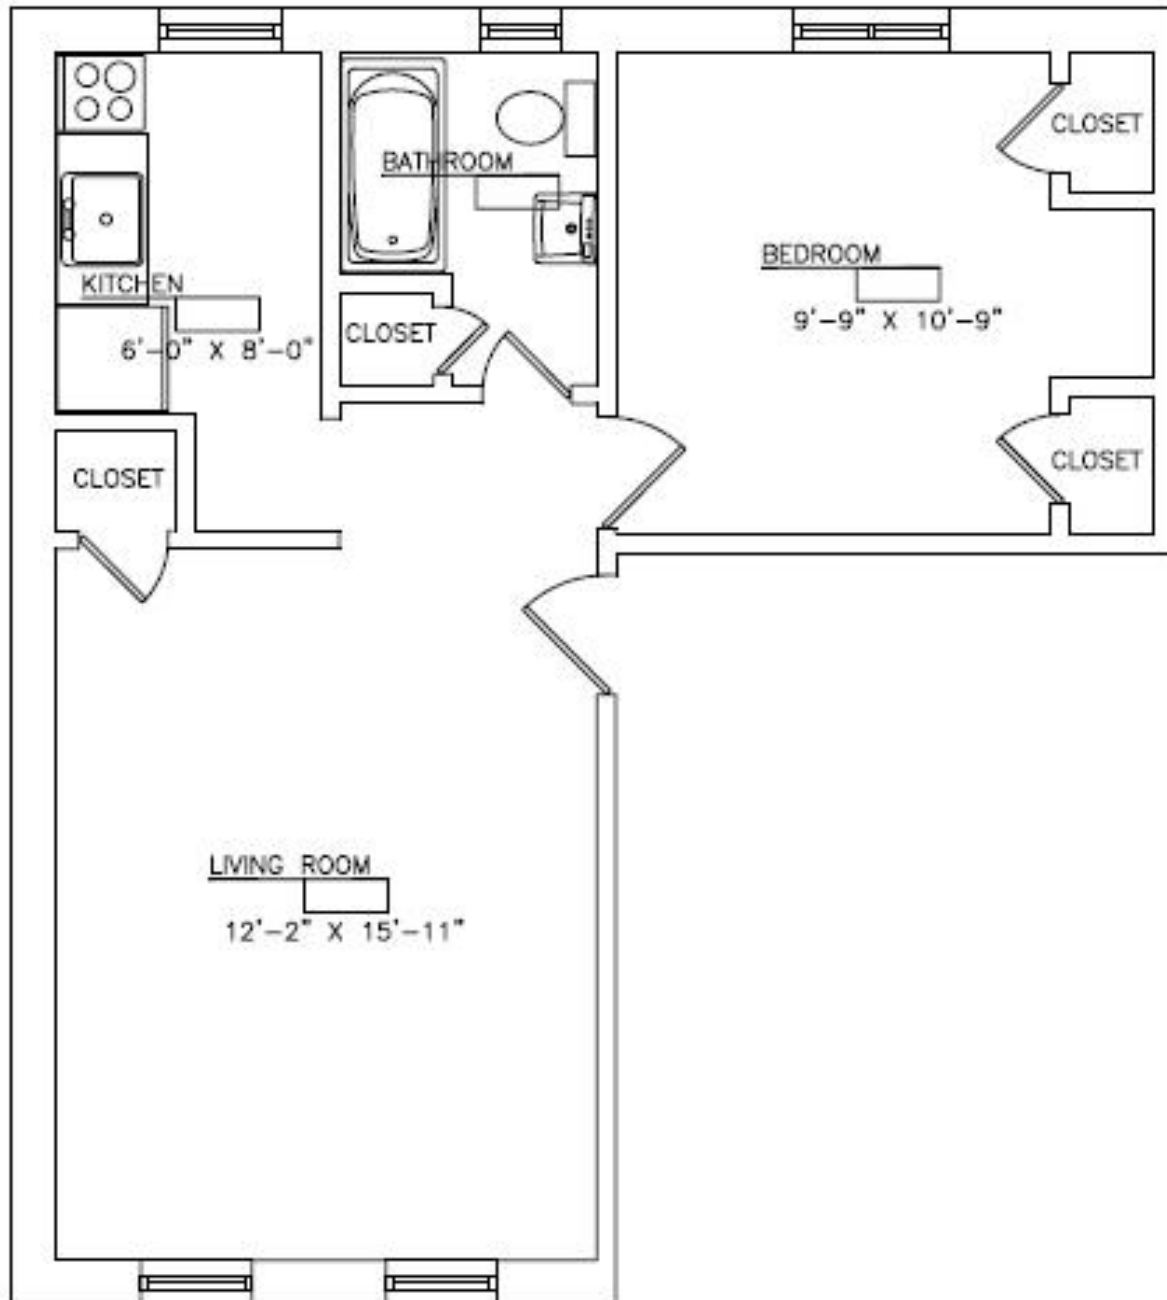 CLOSET
BATHROOM
BEDROOM
9'-9" X 10'-9"
KITCHEN
6'-0" X 8'-0"
CLOSET
CLOSET
CLOSET
LIVING ROOM
12'-2" X 15'-11"